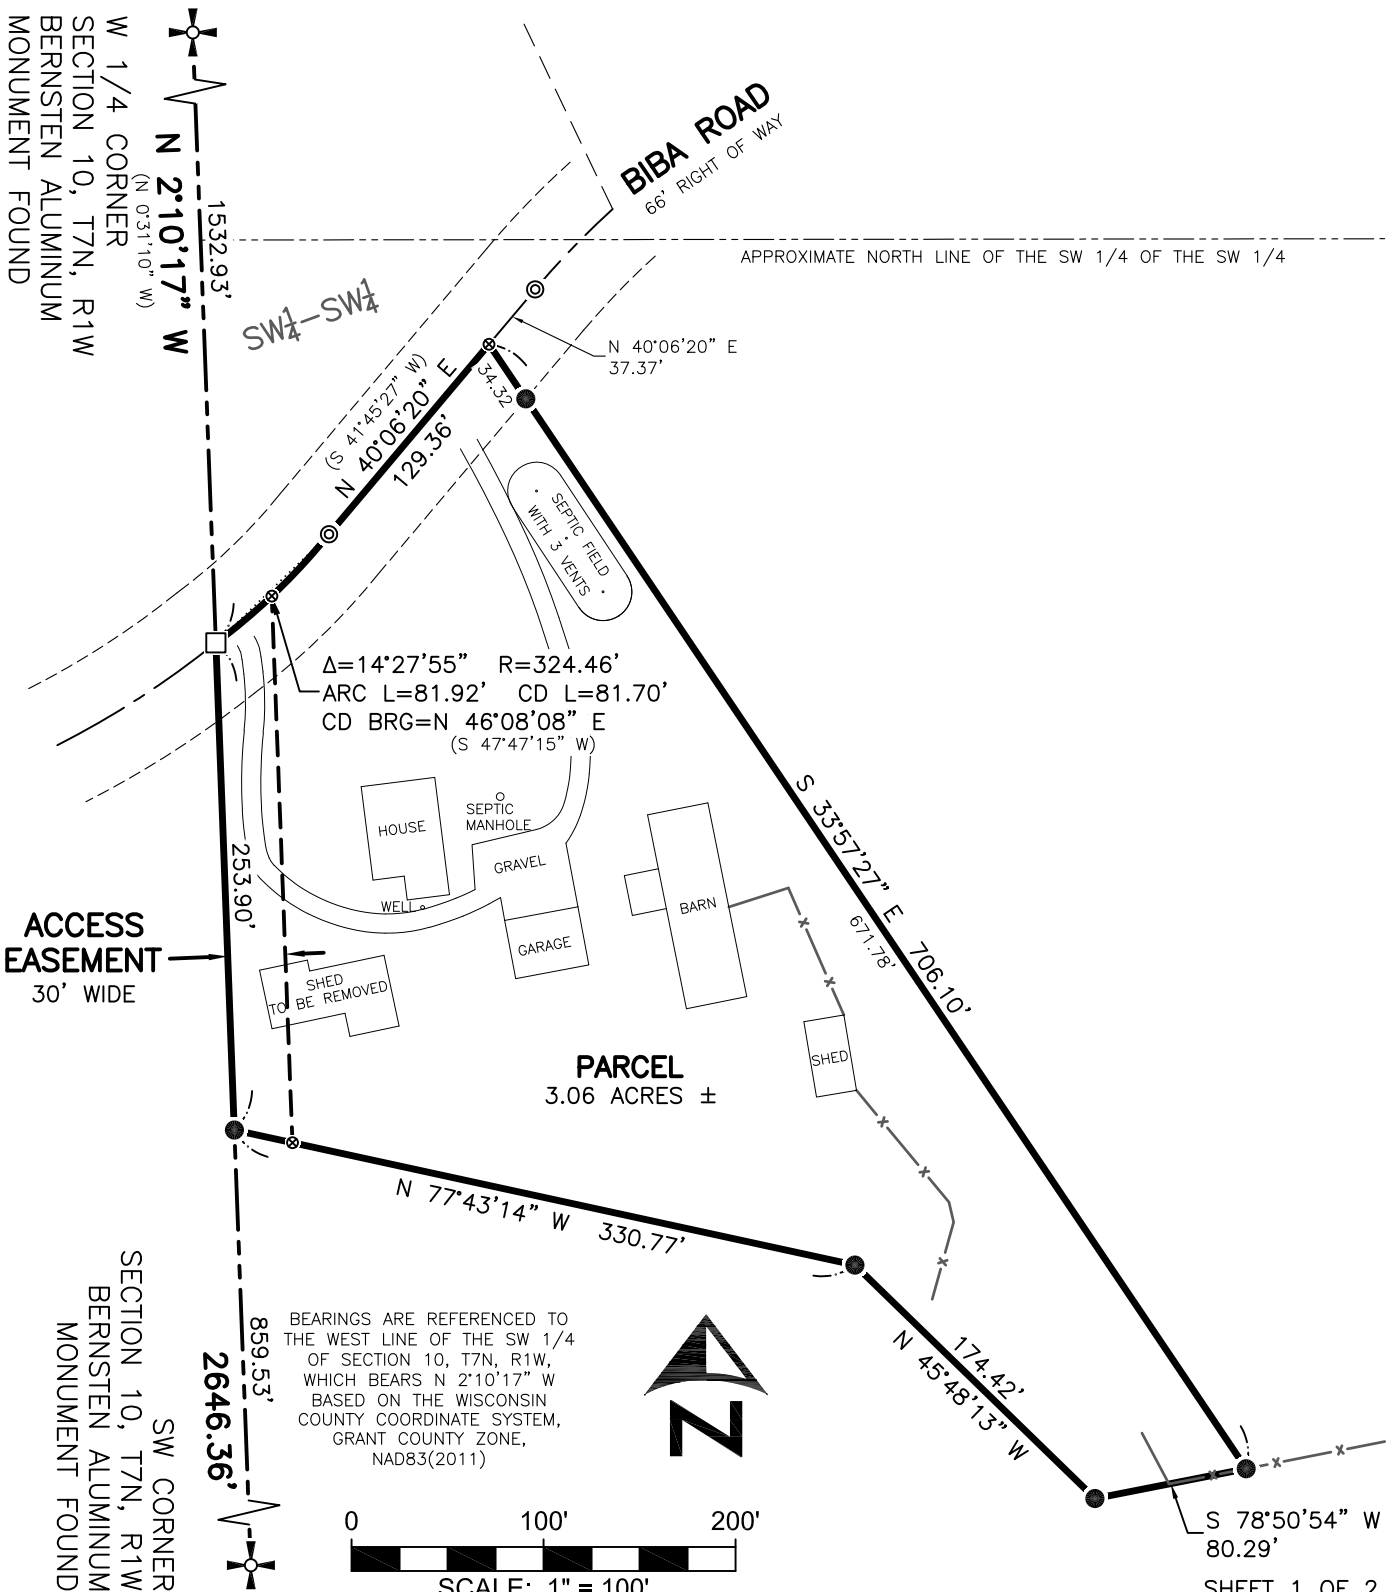 W 1/4 CORNER
SECTION 10, T7N, R1W
BERNSTEN ALUMINUM
MONUMENT FOUND
N 2°10'17" W
(N 0°31'10" W)
1532.93'
BIBA ROAD
66' RIGHT OF WAY
APPROXIMATE NORTH LINE OF THE SW 1/4 OF THE SW 1/4
SW¼–SW¼
N 40°06'20" E
37.37'
(S 41°45'27" W)
N 40°06'20" E
129.36'
34.32
SEPTIC FIELD
WITH 3 VENTS
Δ=14°27'55" R=324.46'
ARC L=81.92' CD L=81.70'
CD BRG=N 46°08'08" E
(S 47°47'15" W)
S 33°57'27" E 706.10'
671.78'
HOUSE
SEPTIC
MANHOLE
GRAVEL
WELL
GARAGE
BARN
253.90'
ACCESS
EASEMENT
30' WIDE
SHED
TO BE REMOVED
SHED
PARCEL
3.06 ACRES ±
N 77°43'14" W 330.77'
174.42'
N 45°48'13" W
859.53'
2646.36'
SW CORNER
SECTION 10, T7N, R1W
BERNSTEN ALUMINUM
MONUMENT FOUND
BEARINGS ARE REFERENCED TO
THE WEST LINE OF THE SW 1/4
OF SECTION 10, T7N, R1W,
WHICH BEARS N 2°10'17" W
BASED ON THE WISCONSIN
COUNTY COORDINATE SYSTEM,
GRANT COUNTY ZONE,
NAD83(2011)
N
0 100' 200'
SCALE: 1" = 100'
S 78°50'54" W
80.29'
SHEET 1 OF 2